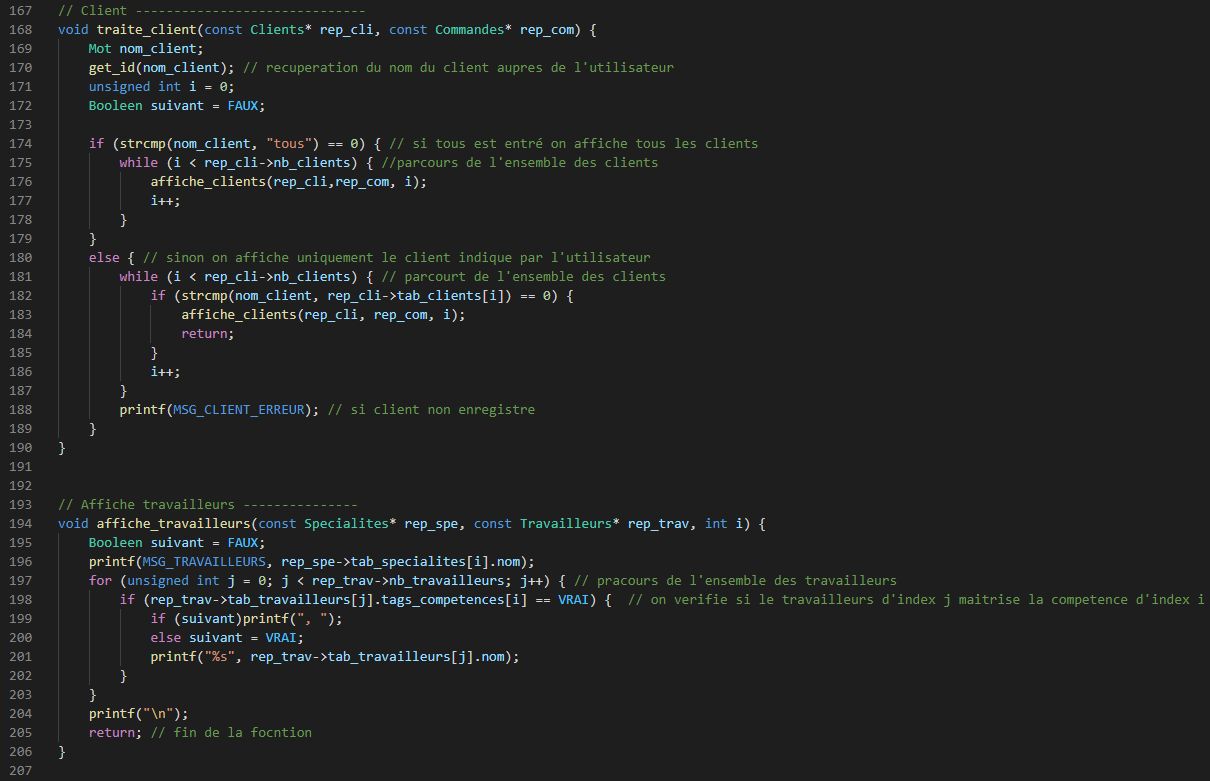 167 // Client ------------------------------
168 void traite_client(const Clients* rep_cli, const Commandes* rep_com) {
169     Mot nom_client;
170     get_id(nom_client); // recuperation du nom du client aupres de l'utilisateur
171     unsigned int i = 0;
172     Booleen suivant = FAUX;
173
174     if (strcmp(nom_client, "tous") == 0) { // si tous est entré on affiche tous les clients
175         while (i < rep_cli->nb_clients) { //parcours de l'ensemble des clients
176             affiche_clients(rep_cli,rep_com, i);
177             i++;
178         }
179     }
180     else { // sinon on affiche uniquement le client indique par l'utilisateur
181         while (i < rep_cli->nb_clients) { // parcourt de l'ensemble des clients
182             if (strcmp(nom_client, rep_cli->tab_clients[i]) == 0) {
183                 affiche_clients(rep_cli, rep_com, i);
184                 return;
185             }
186             i++;
187         }
188         printf(MSG_CLIENT_ERREUR); // si client non enregistre
189     }
190 }
191
192
193 // Affiche travailleurs ---------------
194 void affiche_travailleurs(const Specialites* rep_spe, const Travailleurs* rep_trav, int i) {
195     Booleen suivant = FAUX;
196     printf(MSG_TRAVAILLEURS, rep_spe->tab_specialites[i].nom);
197     for (unsigned int j = 0; j < rep_trav->nb_travailleurs; j++) { // pracours de l'ensemble des travailleurs
198         if (rep_trav->tab_travailleurs[j].tags_competences[i] == VRAI) {  // on verifie si le travailleurs d'index j maitrise la competence d'index i
199             if (suivant)printf(", ");
200             else suivant = VRAI;
201             printf("%s", rep_trav->tab_travailleurs[j].nom);
202         }
203     }
204     printf("\n");
205     return; // fin de la focntion
206 }
207